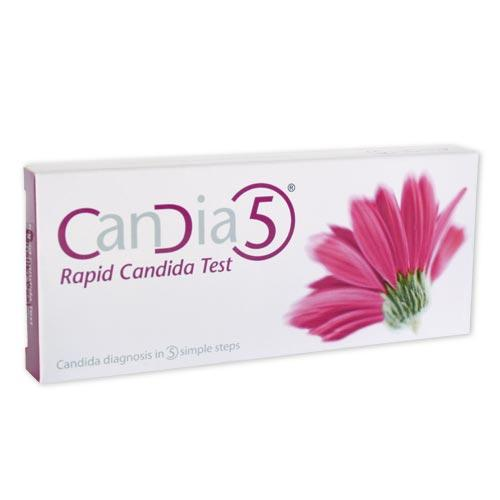 CanDia5®
Rapid Candida Test
Candida diagnosis in 5 simple steps